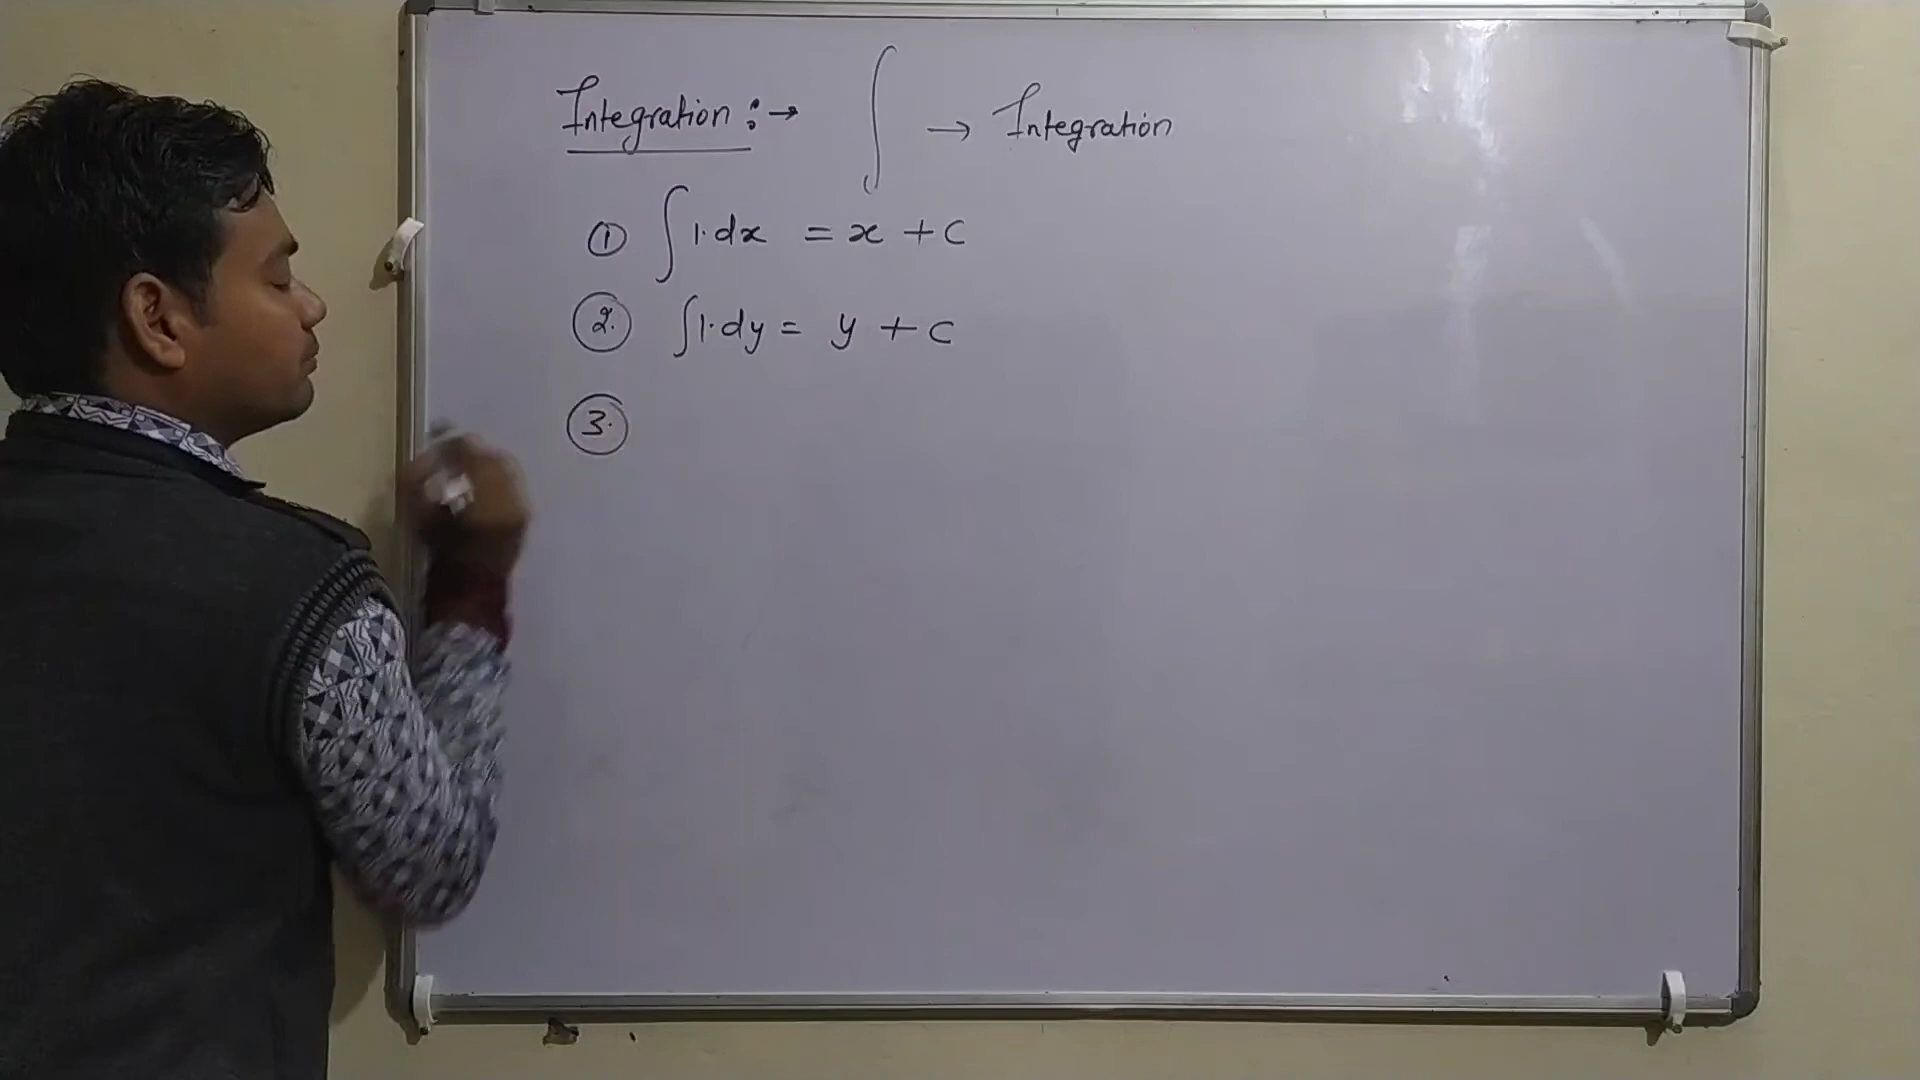 Integration :→ ∫ → Integration
① ∫1·dx = x + c
②. ∫1·dy = y + c
③.